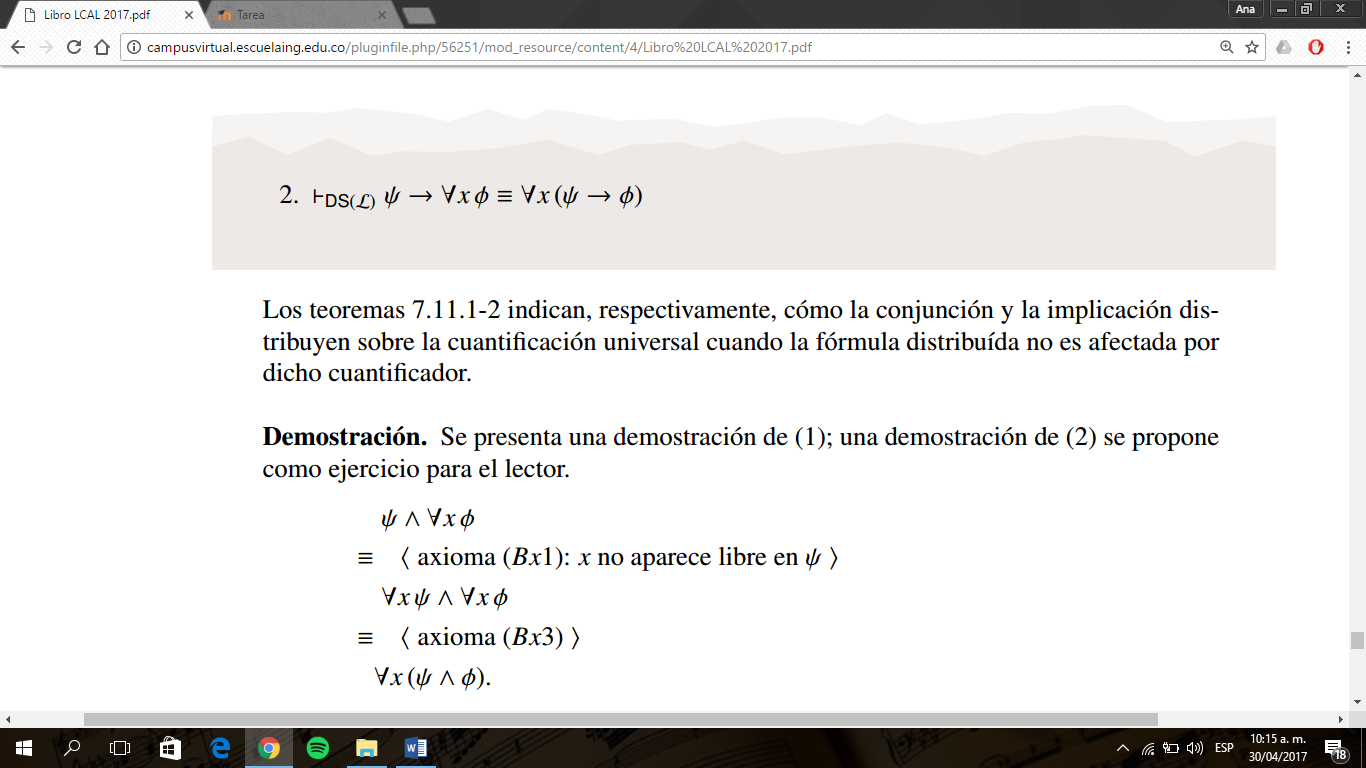 Ana
Libro LCAL 2017.pdf
Tarea
campusvirtual.escuelaing.edu.co/pluginfile.php/56251/mod_resource/content/4/Libro%20LCAL%202017.pdf
2. ⊢DS(ℒ) ψ → ∀x ϕ ≡ ∀x (ψ → ϕ)
Los teoremas 7.11.1-2 indican, respectivamente, cómo la conjunción y la implicación dis-
tribuyen sobre la cuantificación universal cuando la fórmula distribuída no es afectada por
dicho cuantificador.
Demostración. Se presenta una demostración de (1); una demostración de (2) se propone
como ejercicio para el lector.
ψ ∧ ∀x ϕ
≡ ⟨ axioma (Bx1): x no aparece libre en ψ ⟩
∀x ψ ∧ ∀x ϕ
≡ ⟨ axioma (Bx3) ⟩
∀x (ψ ∧ ϕ).
ESP
10:15 a. m.
30/04/2017
18